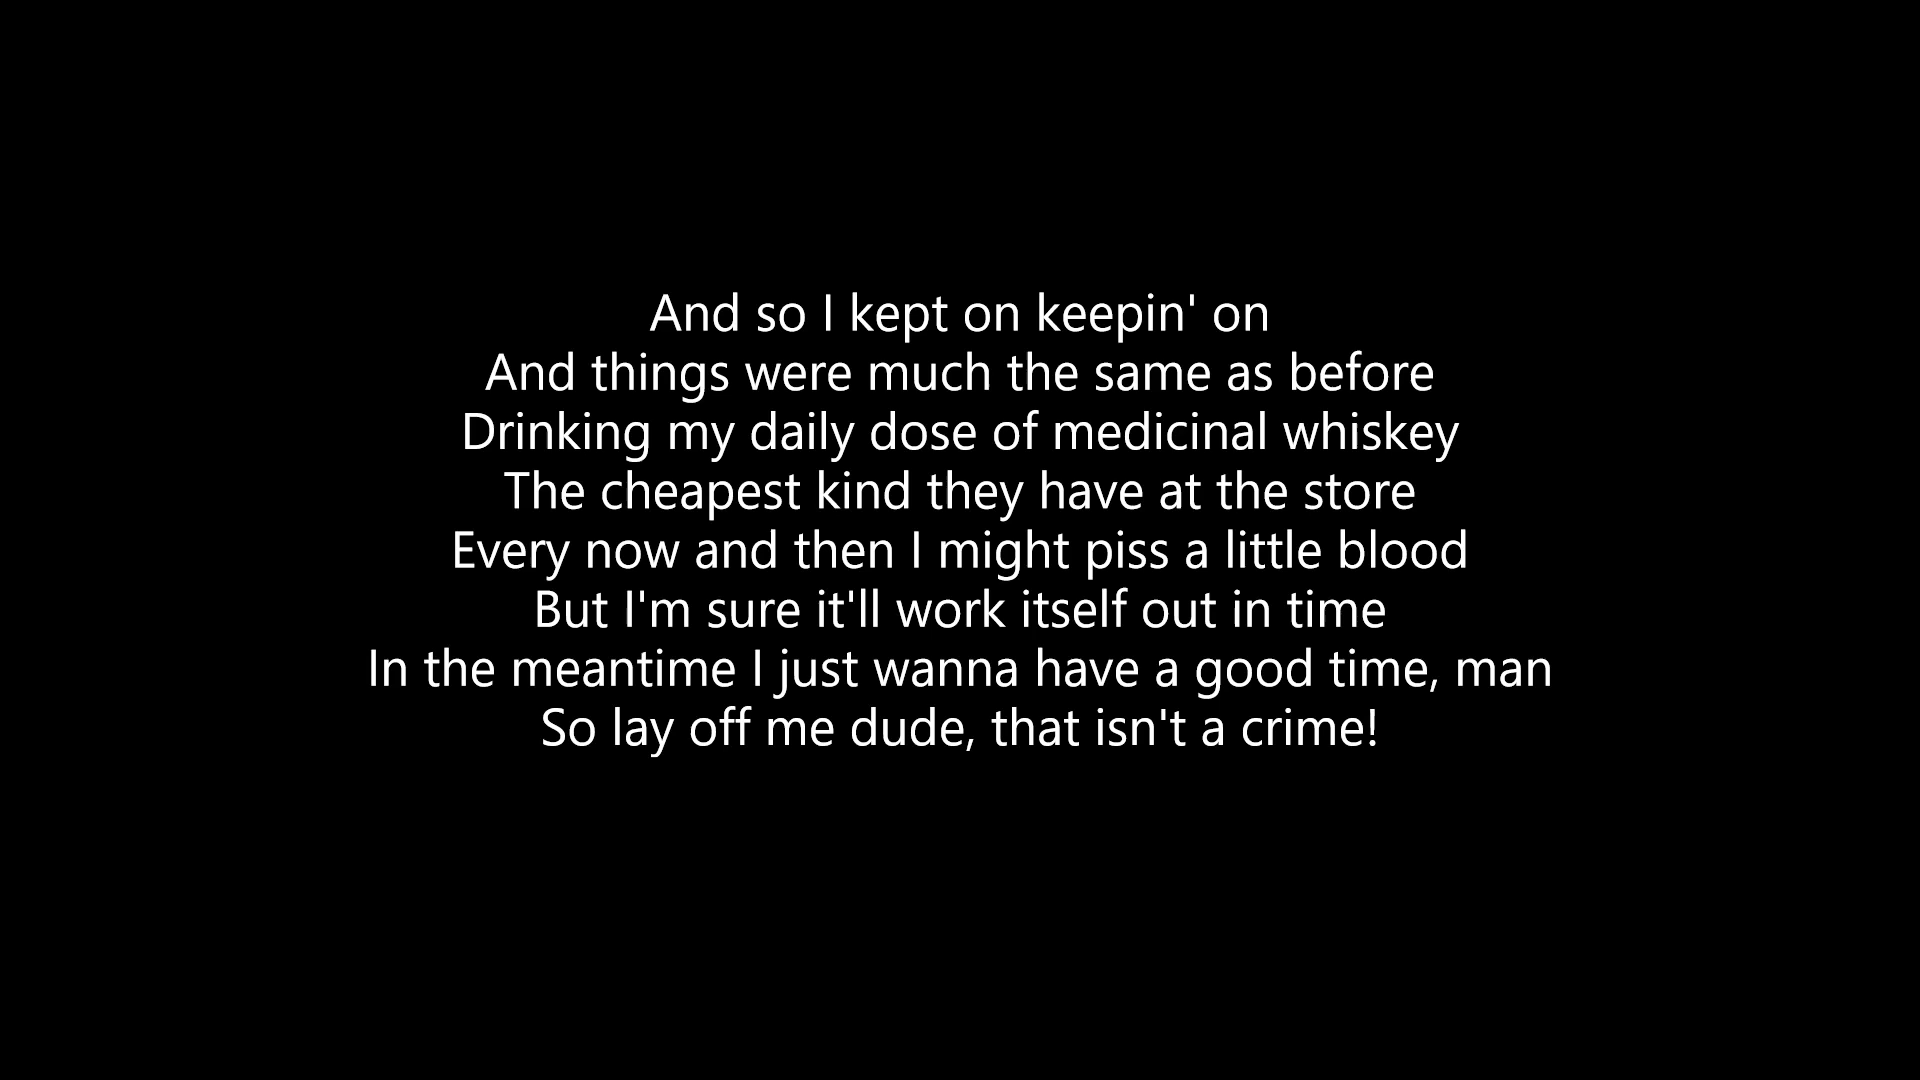 And so I kept on keepin' on
And things were much the same as before
Drinking my daily dose of medicinal whiskey
The cheapest kind they have at the store
Every now and then I might piss a little blood
But I'm sure it'll work itself out in time
In the meantime I just wanna have a good time, man
So lay off me dude, that isn't a crime!